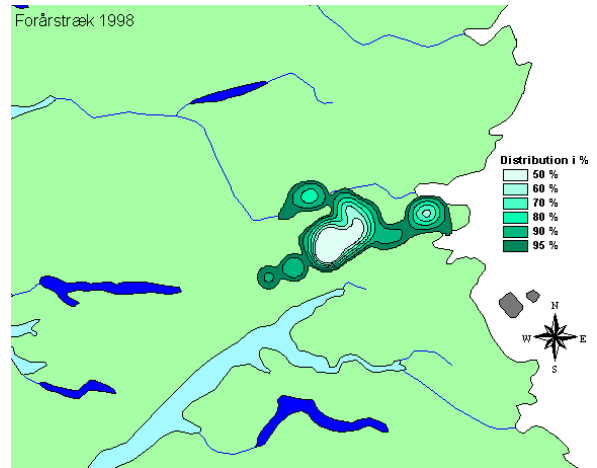 Forårstræk 1998
Distribution i %
50 %
60 %
70 %
80 %
90 %
95 %
N
W E
S